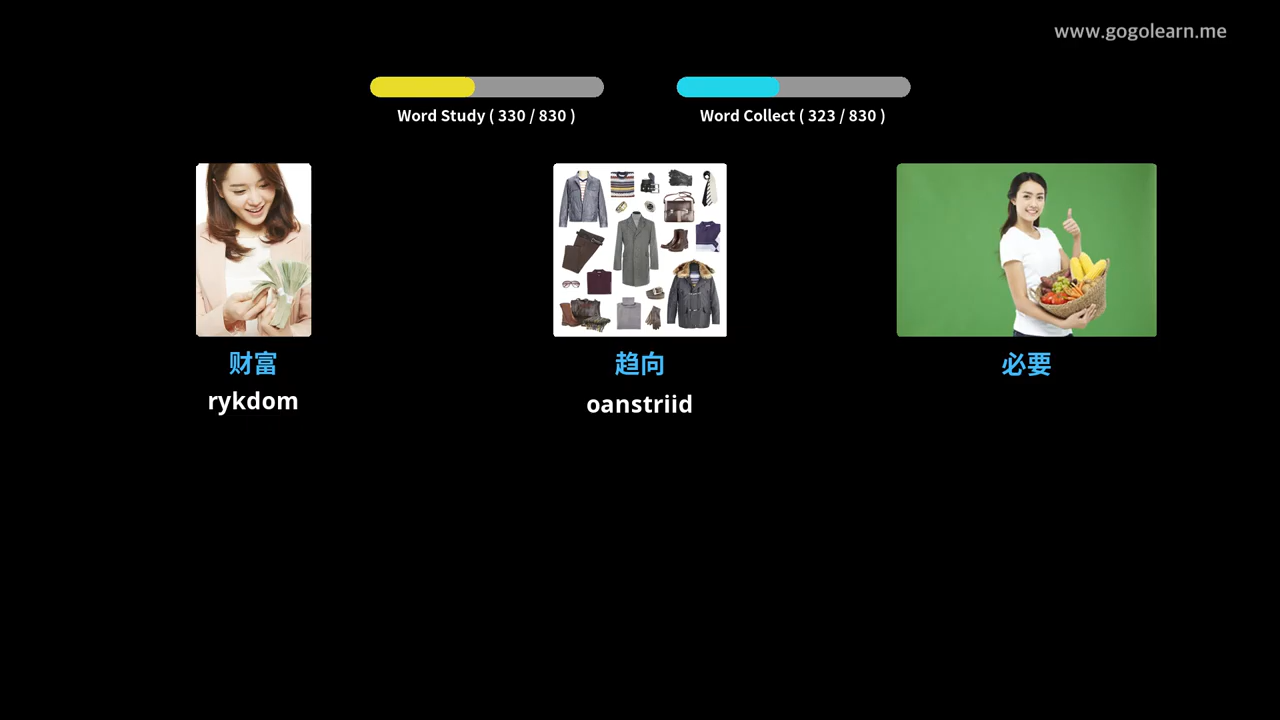 www.gogolearn.me
Word Study ( 330 / 830 )
Word Collect ( 323 / 830 )
财富
趋向
必要
rykdom
oanstriid